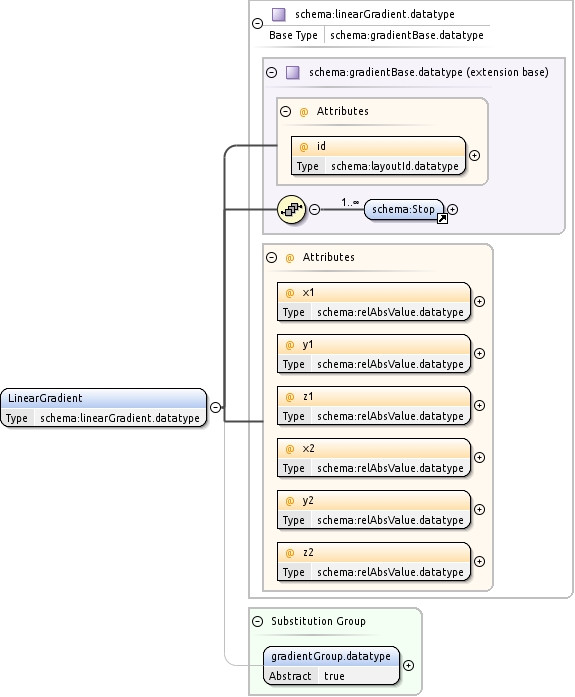 schema:linearGradient.datatype
Base Type schema:gradientBase.datatype
schema:gradientBase.datatype (extension base)
@ Attributes
@ id
Type schema:layoutId.datatype
1..∞
schema:Stop
@ Attributes
@ x1
Type schema:relAbsValue.datatype
@ y1
Type schema:relAbsValue.datatype
@ z1
Type schema:relAbsValue.datatype
@ x2
Type schema:relAbsValue.datatype
@ y2
Type schema:relAbsValue.datatype
@ z2
Type schema:relAbsValue.datatype
LinearGradient
Type schema:linearGradient.datatype
Substitution Group
gradientGroup.datatype
Abstract true